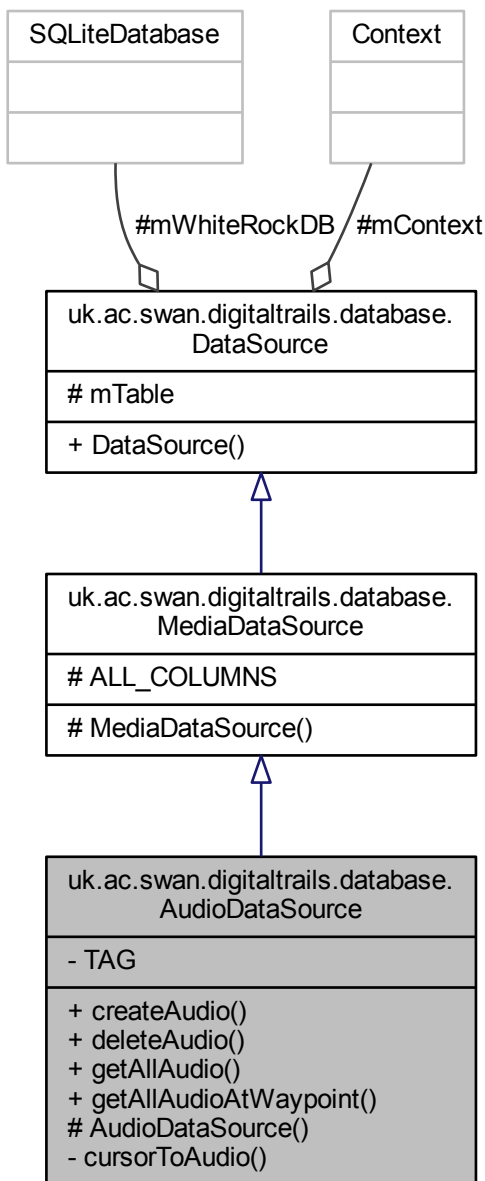 SQLiteDatabase
Context
#mWhiteRockDB
#mContext
uk.ac.swan.digitaltrails.database.
DataSource
# mTable
+ DataSource()
uk.ac.swan.digitaltrails.database.
MediaDataSource
# ALL_COLUMNS
# MediaDataSource()
uk.ac.swan.digitaltrails.database.
AudioDataSource
- TAG
+ createAudio()
+ deleteAudio()
+ getAllAudio()
+ getAllAudioAtWaypoint()
# AudioDataSource()
- cursorToAudio()